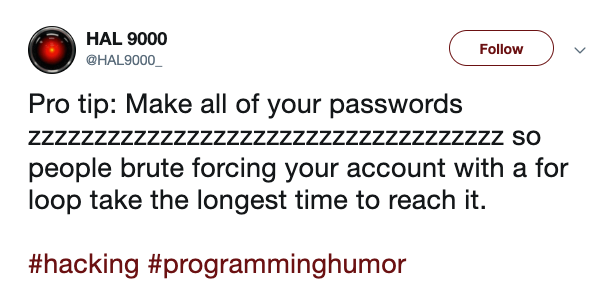 HAL 9000
@HAL9000_
Follow
Pro tip: Make all of your passwords
zzzzzzzzzzzzzzzzzzzzzzzzzzzzzzzzzzzz so
people brute forcing your account with a for
loop take the longest time to reach it.
#hacking #programminghumor